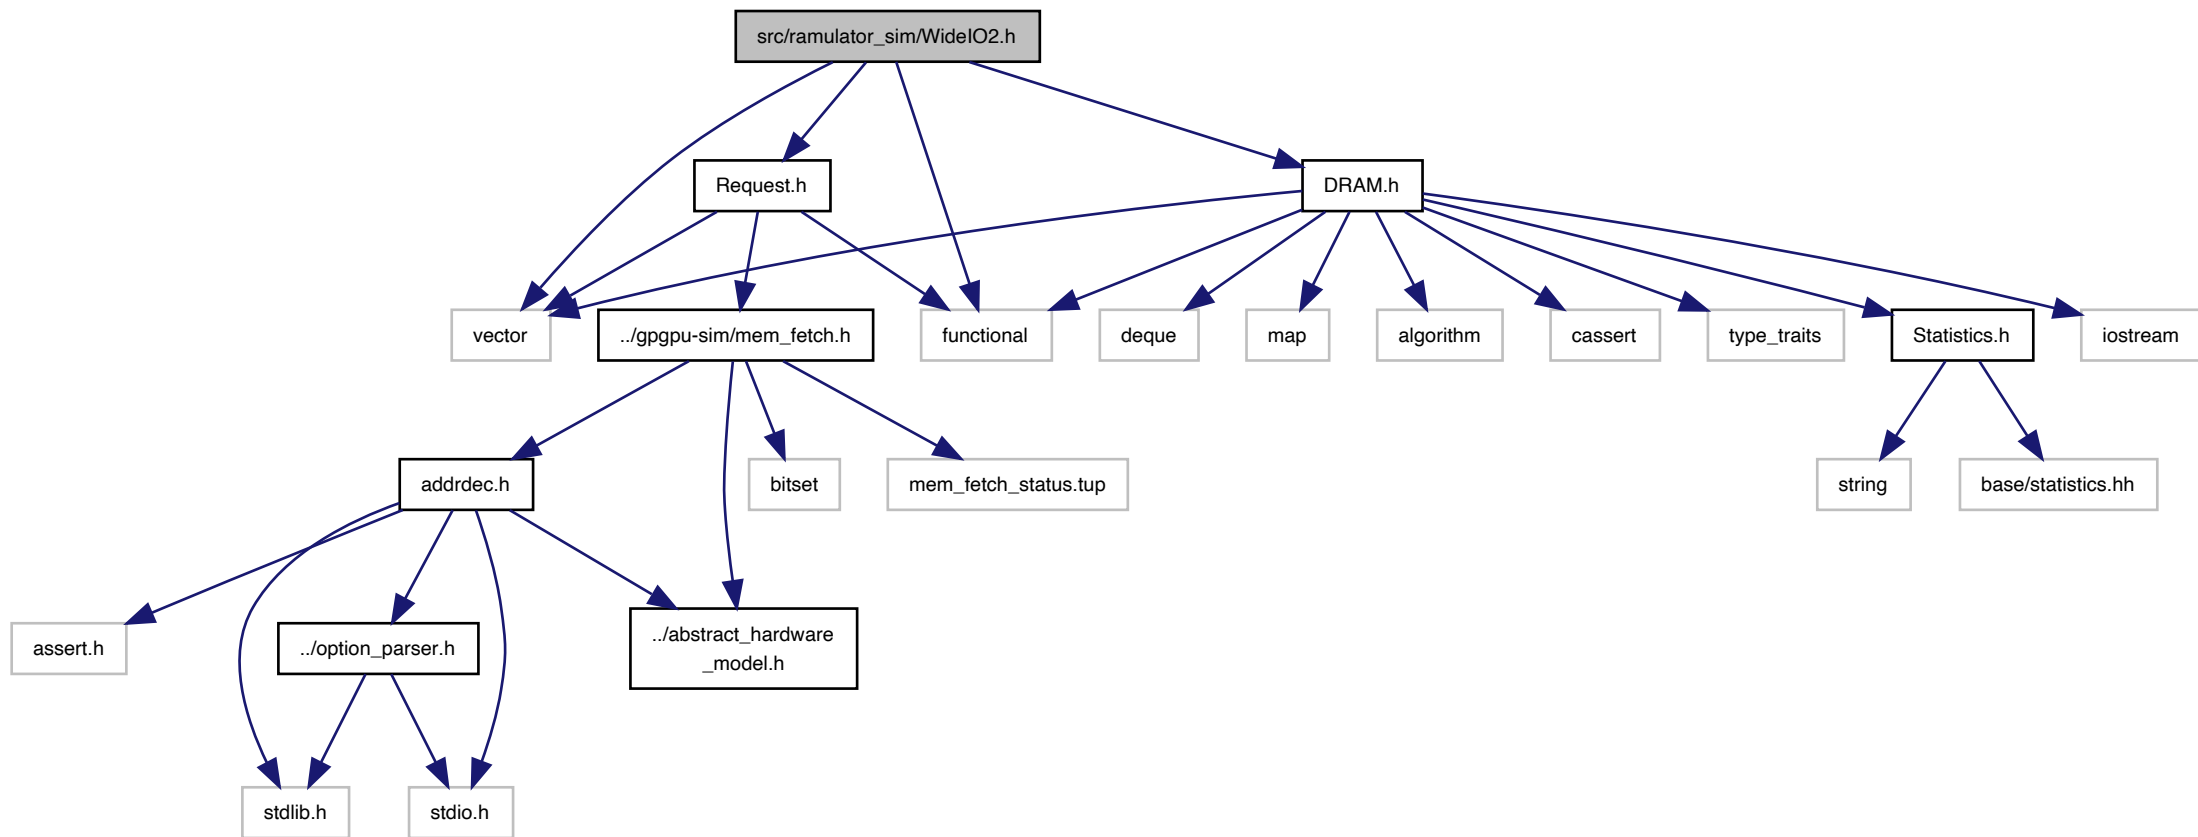 src/ramulator_sim/WideIO2.h
Request.h
DRAM.h
vector
../gpgpu-sim/mem_fetch.h
functional
deque
map
algorithm
cassert
type_traits
Statistics.h
iostream
addrdec.h
bitset
mem_fetch_status.tup
string
base/statistics.hh
assert.h
../option_parser.h
../abstract_hardware
_model.h
stdlib.h
stdio.h